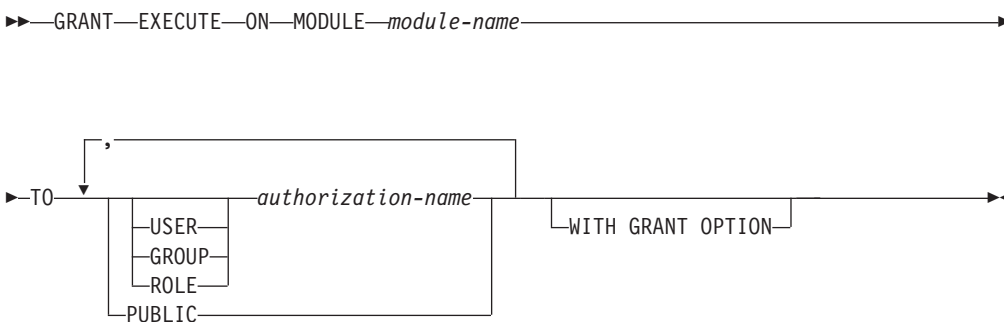 GRANT EXECUTE ON MODULE module-name
,
TO authorization-name
USER
GROUP
ROLE
PUBLIC
WITH GRANT OPTION